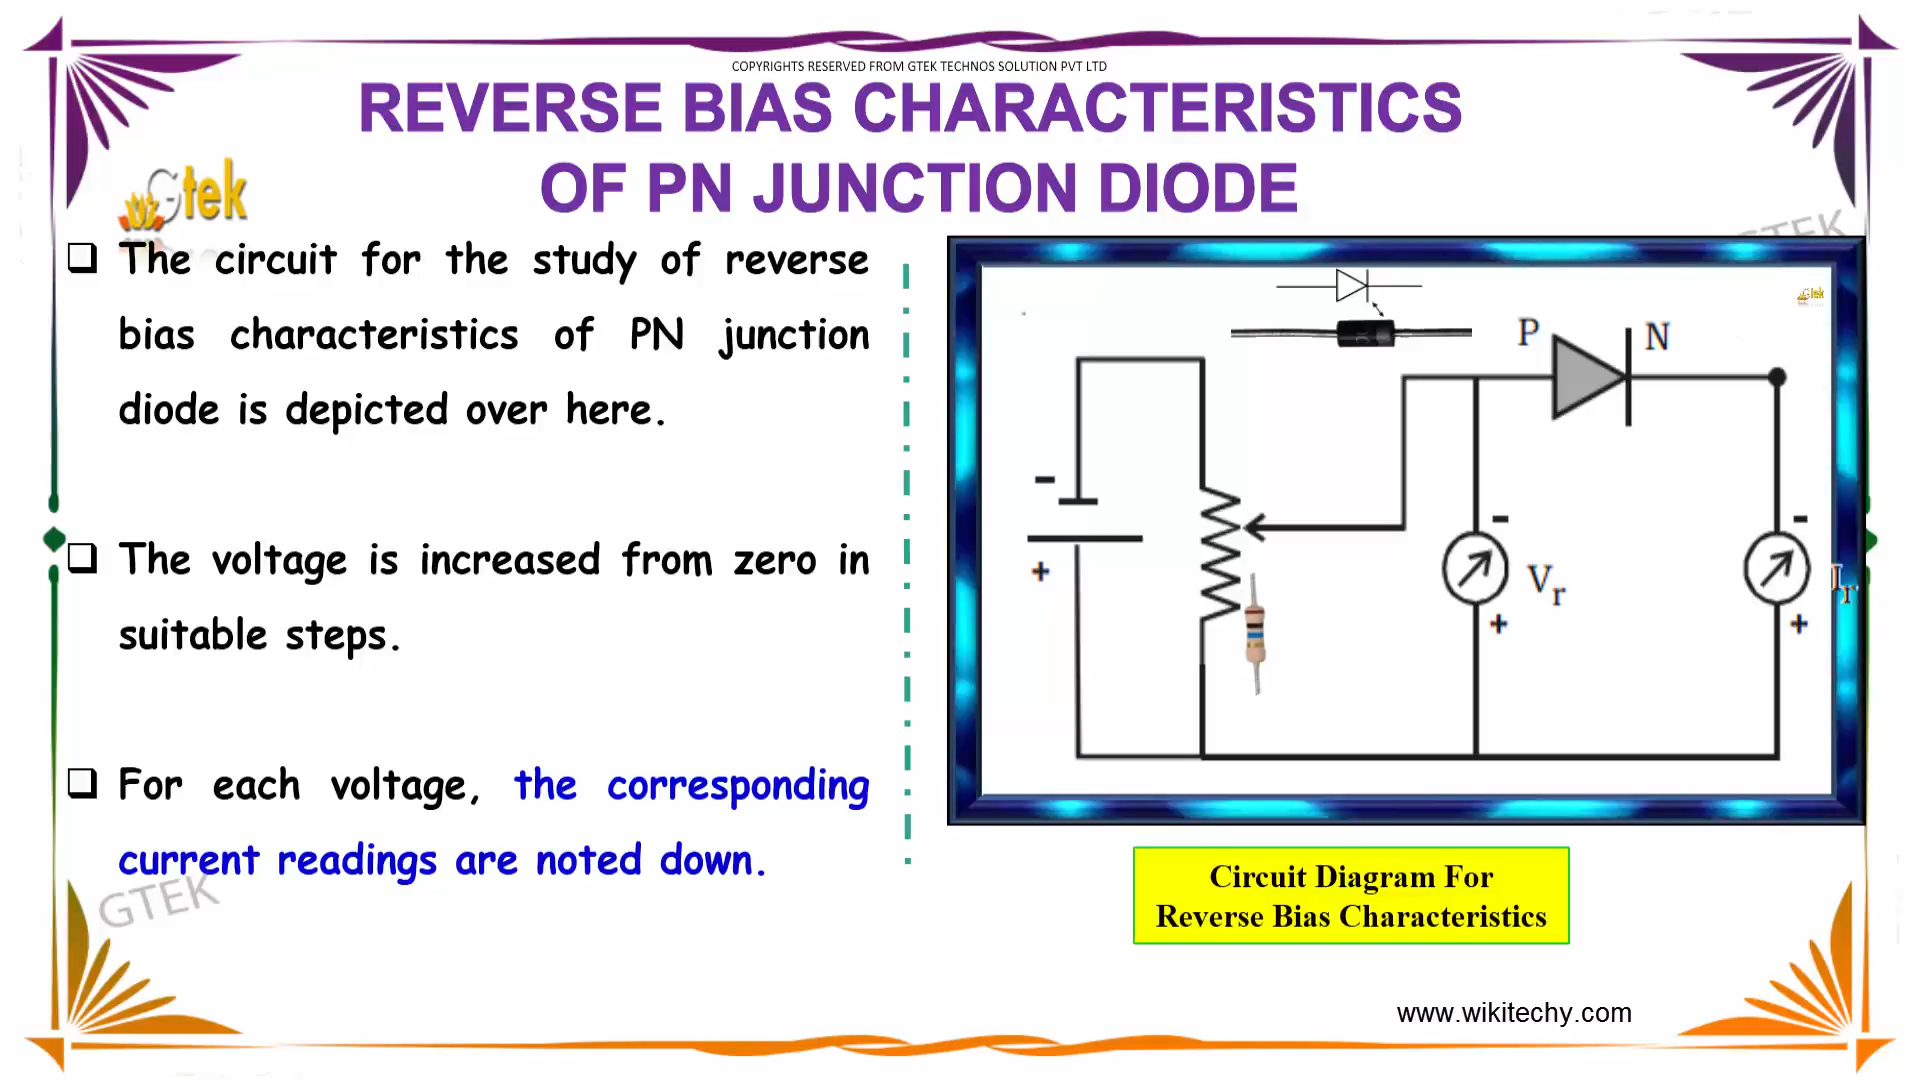 COPYRIGHTS RESERVED FROM GTEK TECHNOS SOLUTION PVT LTD
REVERSE BIAS CHARACTERISTICS
OF PN JUNCTION DIODE
Gtek
GTEK
❑ The circuit for the study of reverse
bias characteristics of PN junction
diode is depicted over here.
❑ The voltage is increased from zero in
suitable steps.
❑ For each voltage, the corresponding
current readings are noted down.
GTEK
Gtek
P N
-
+
- Vr +
- Ir +
Circuit Diagram For
Reverse Bias Characteristics
www.wikitechy.com